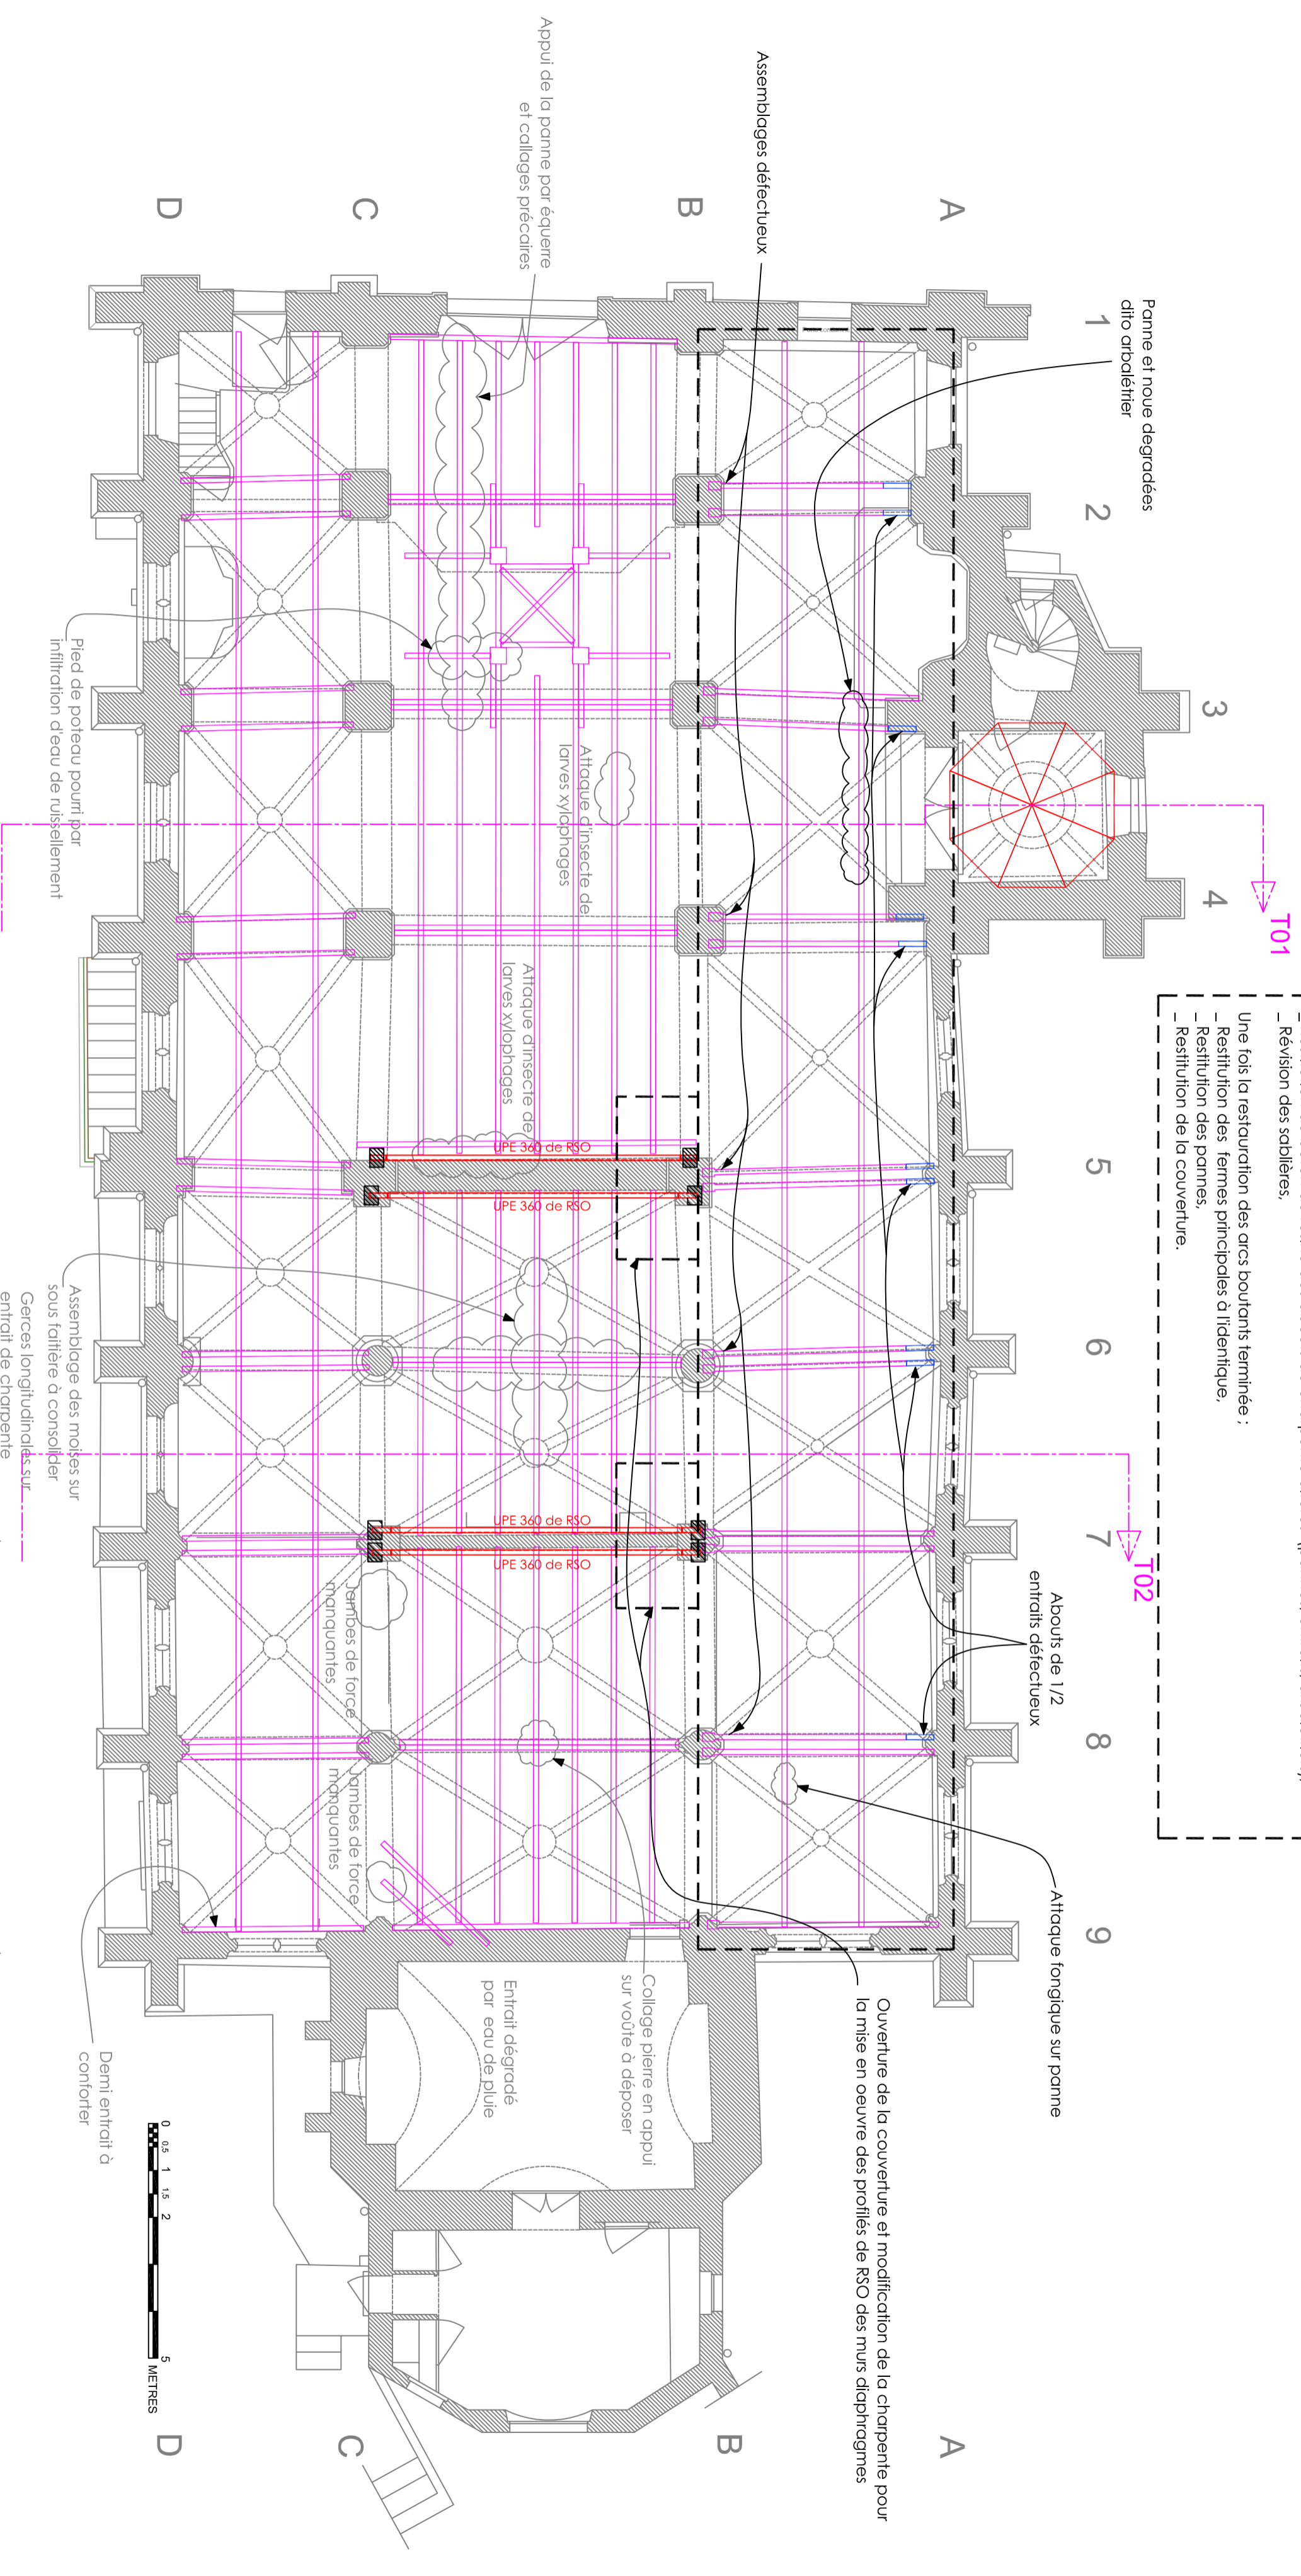 - Révision des sablières,
Une fois la restauration des arcs boutants terminée ;
- Restitution des fermes principales à l'identique,
- Restitution des pannes,
- Restitution de la couverture.
T01
T02
1
2
3
4
5
6
7
8
9
Panne et noue degradées
dito arbalétrier
Abouts de 1/2
entraits défectueux
Attaque fongique sur panne
A
A
Ouverture de la couverture et modification de la charpente pour
la mise en oeuvre des profilés de RSO des murs diaphragmes
Assemblages défectueux
B
B
Collage pierre en appui
sur voûte à déposer
Attaque d'insecte de
larves xylophages
Appui de la panne par équerre
et callages précaires
Attaque d'insecte de
larves xylophages
Entrait dégradé
par eau de pluie
UPE 360 de RSO
UPE 360 de RSO
UPE 360 de RSO
UPE 360 de RSO
C
C
Jambes de force
manquantes
Jambes de force
manquantes
D
D
0 0.5 1 1.5 2 5
METRES
Demi entrait à
conforter
Pied de poteau pourri par
infiltration d'eau de ruissellement
Assemblage des moises sur
sous faitière à consolider
Gerces longitudinales sur
entrait de charpente